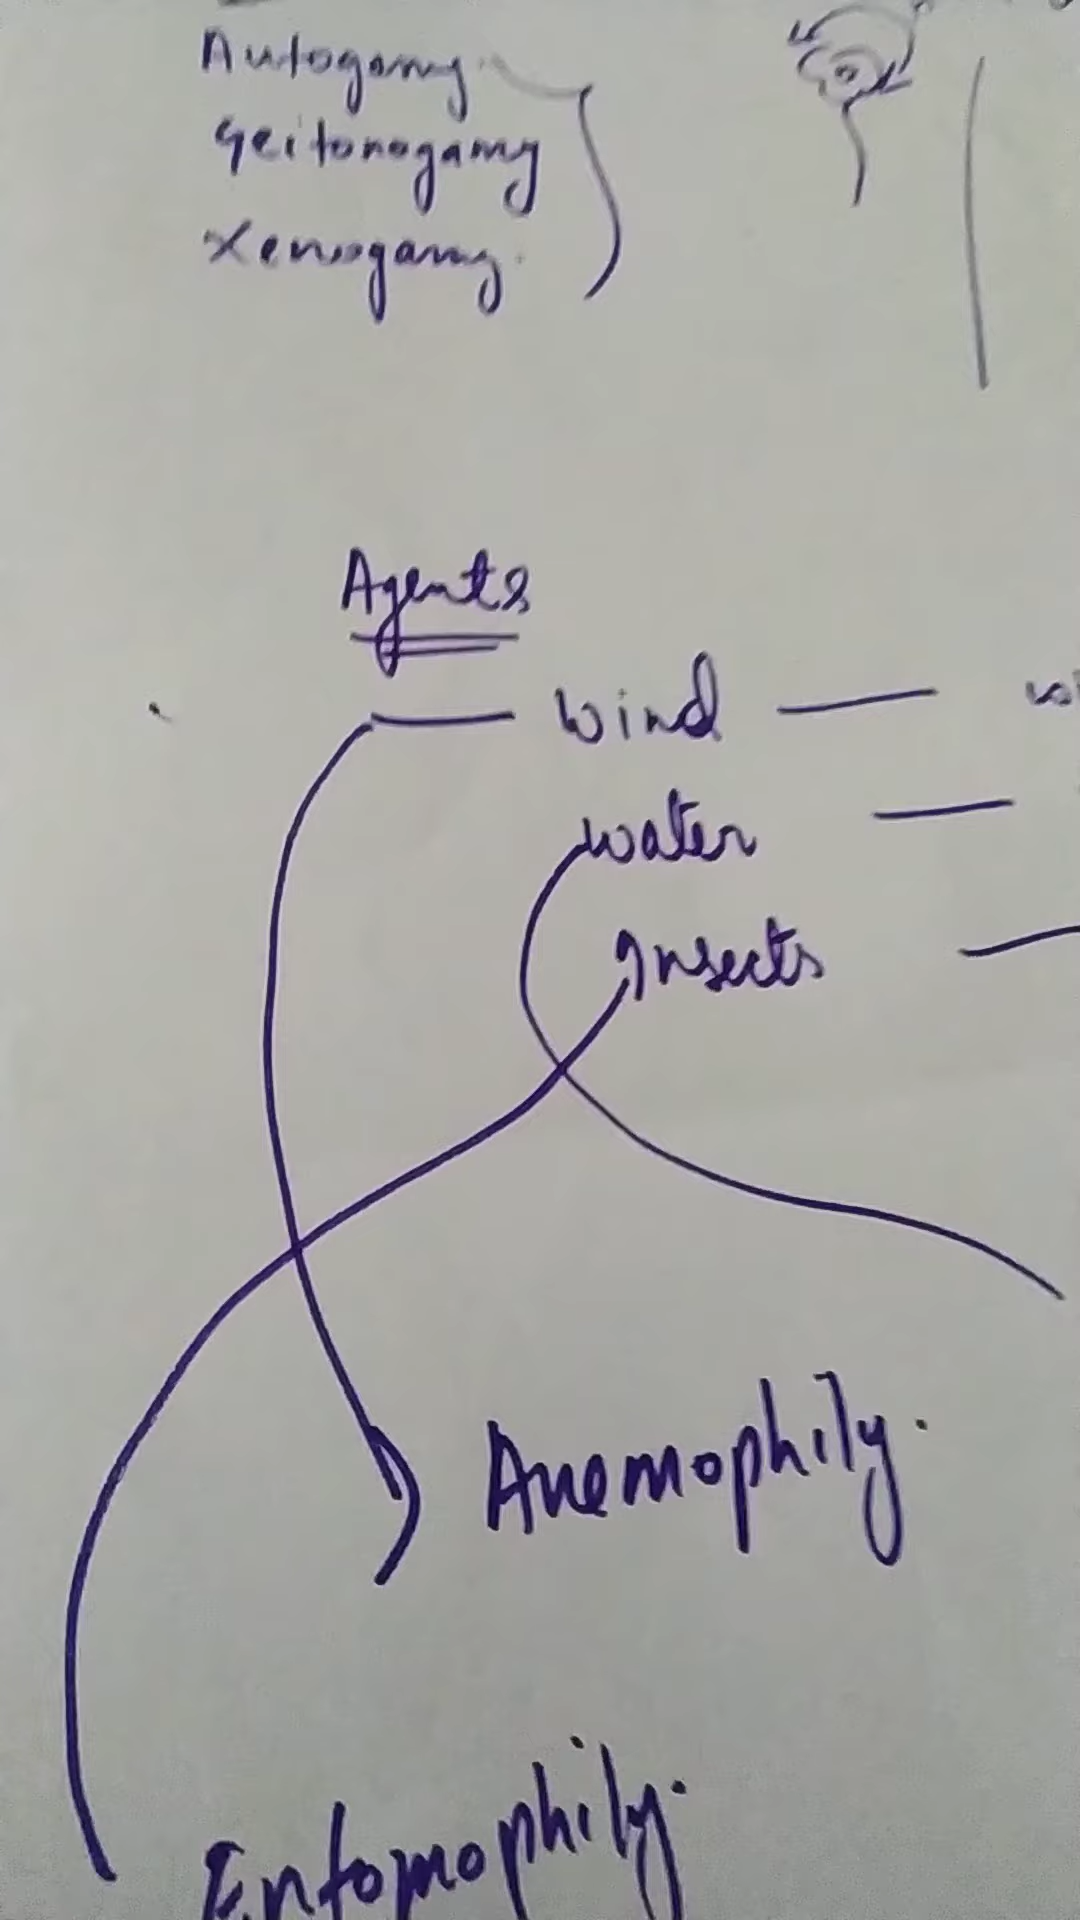 Autogamy
Geitonogamy
Xenogamy.
Agents
Wind
water
Insects
Anemophily.
Entomophily.